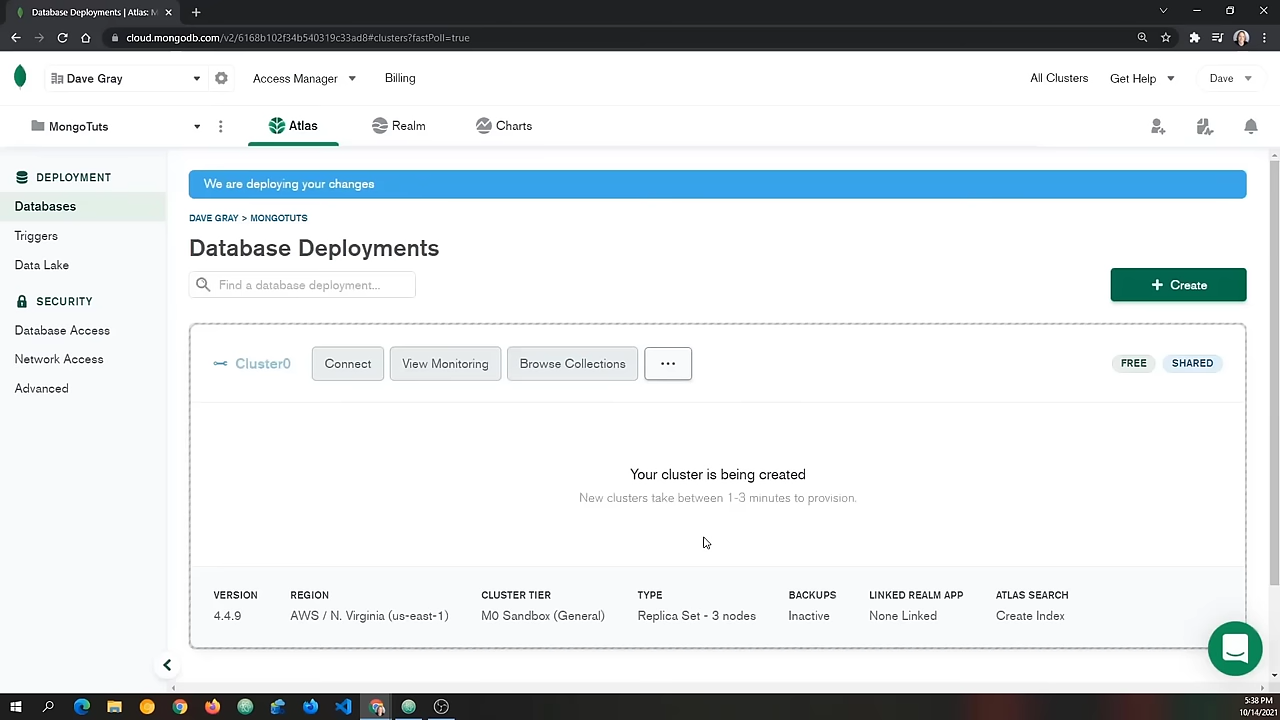 Database Deployments | Atlas: M
cloud.mongodb.com/v2/6168b102f34b540319c33ad8#clusters?fastPoll=true
Dave Gray
Access Manager
Billing
All Clusters
Get Help
Dave
MongoTuts
Atlas
Realm
Charts
DEPLOYMENT
Databases
Triggers
Data Lake
SECURITY
Database Access
Network Access
Advanced
We are deploying your changes
DAVE GRAY > MONGOTUTS
Database Deployments
Find a database deployment...
+ Create
Cluster0
Connect
View Monitoring
Browse Collections
...
FREE
SHARED
Your cluster is being created
New clusters take between 1-3 minutes to provision.
VERSION
4.4.9
REGION
AWS / N. Virginia (us-east-1)
CLUSTER TIER
M0 Sandbox (General)
TYPE
Replica Set - 3 nodes
BACKUPS
Inactive
LINKED REALM APP
None Linked
ATLAS SEARCH
Create Index
5:38 PM
10/14/2021